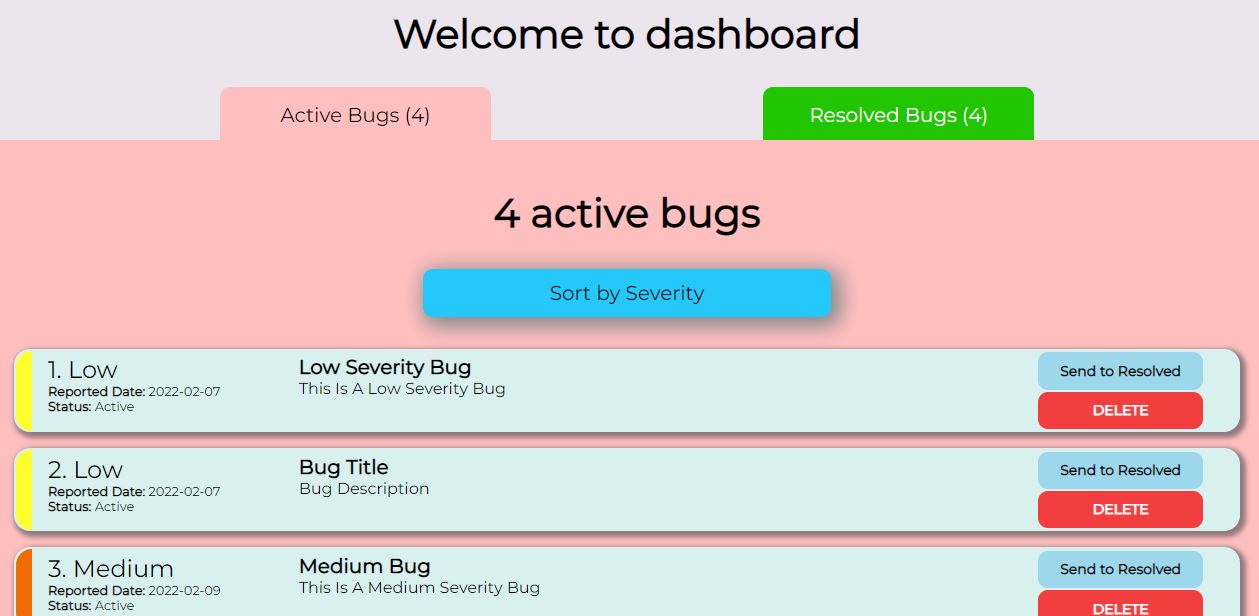 Welcome to dashboard
Active Bugs (4)
Resolved Bugs (4)
4 active bugs
Sort by Severity
1. Low
Reported Date: 2022-02-07
Status: Active
Low Severity Bug
This Is A Low Severity Bug
Send to Resolved
DELETE
2. Low
Reported Date: 2022-02-07
Status: Active
Bug Title
Bug Description
Send to Resolved
DELETE
3. Medium
Reported Date: 2022-02-09
Status: Active
Medium Bug
This Is A Medium Severity Bug
Send to Resolved
DELETE